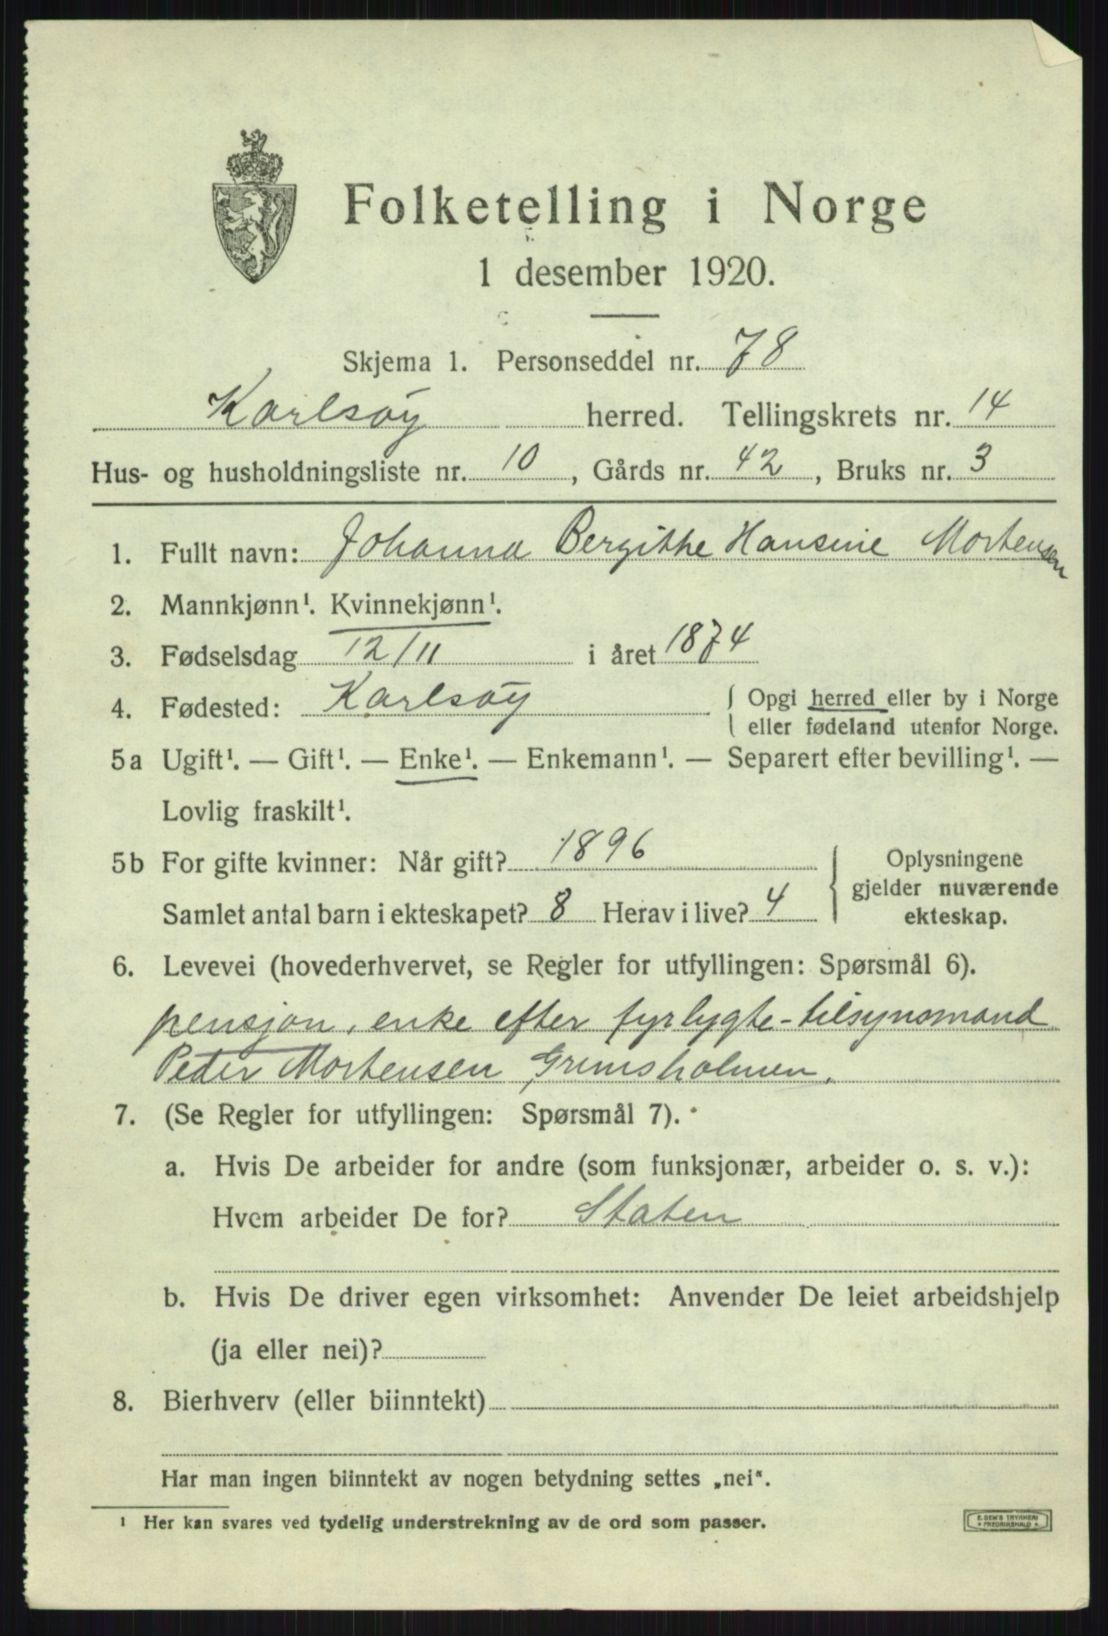 Folketelling i Norge
1 desember 1920.
Skjema 1. Personseddel nr. 78
Karlsøy herred. Tellingskrets nr. 14
Hus- og husholdningsliste nr. 10, Gårds nr. 42, Bruks nr. 3
1. Fullt navn: Johanna Bergithe Hansine Mortensen
2. Mannkjønn¹. Kvinnekjønn¹.
3. Fødselsdag 12/11 i året 1874
4. Fødested: Karlsøy { Opgi herred eller by i Norge
eller fødeland utenfor Norge.
5a Ugift¹. — Gift¹. — Enke¹. — Enkemann¹. — Separert efter bevilling¹. —
Lovlig fraskilt¹.
5b For gifte kvinner: Når gift? 1896
Samlet antal barn i ekteskapet? 8 Herav i live? 4
Oplysningene
gjelder nuværende
ekteskap.
6. Levevei (hovederhvervet, se Regler for utfyllingen: Spørsmål 6).
pensjon, enke efter fyrlygte-tilsynsmand
Peder Mortensen Grimsholmen.
7. (Se Regler for utfyllingen: Spørsmål 7).
a. Hvis De arbeider for andre (som funksjonær, arbeider o. s. v.):
Hvem arbeider De for? Staten
b. Hvis De driver egen virksomhet: Anvender De leiet arbeidshjelp
(ja eller nei)?
8. Bierhverv (eller biinntekt)
Har man ingen biinntekt av nogen betydning settes „nei“.
¹ Her kan svares ved tydelig understrekning av de ord som passer.
E. SEM'S TRYKKERI
FREDRIKSHALD